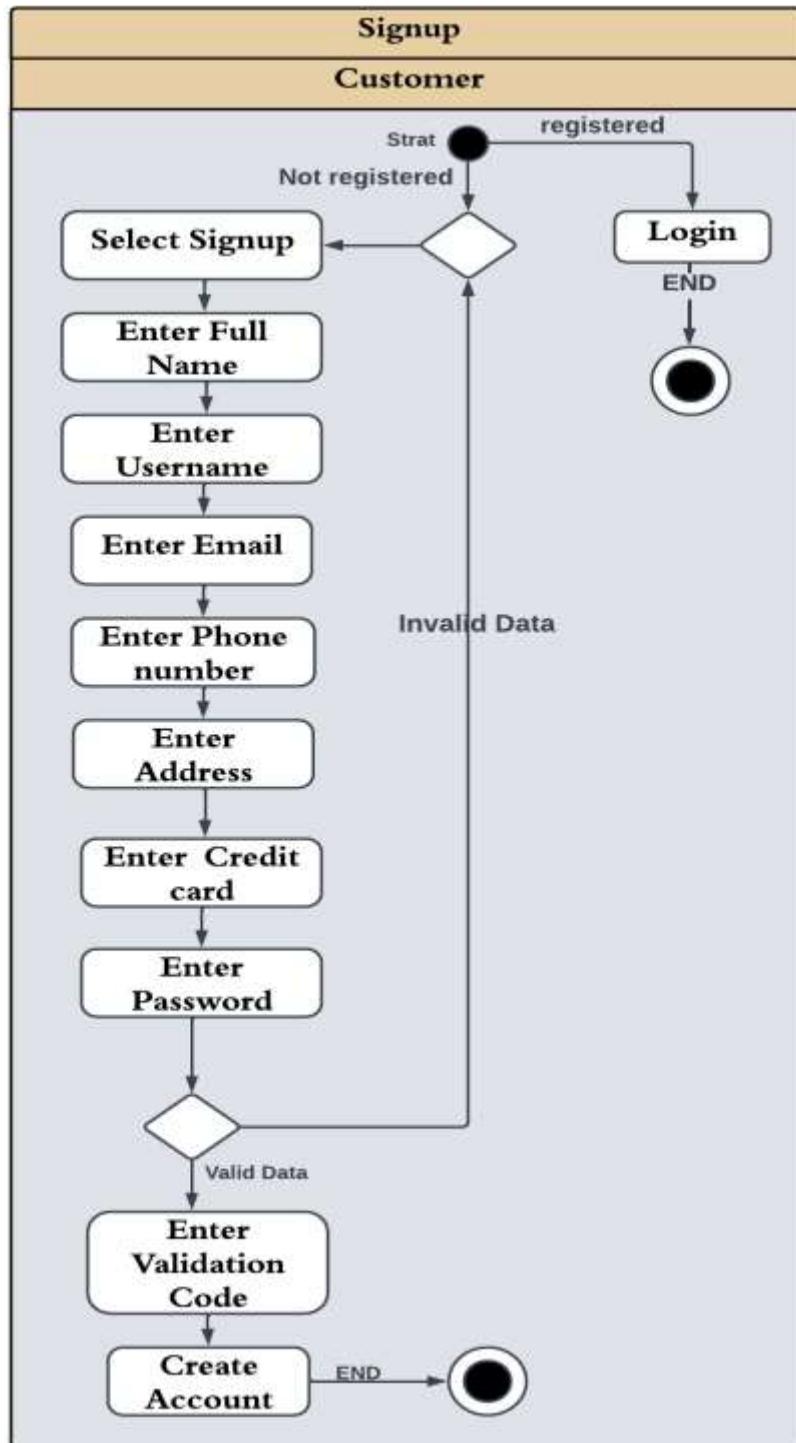 Signup
Customer
registered
Strat
Not registered
Select Signup
Login
END
Enter Full
Name
Enter
Username
Enter Email
Enter Phone
number
Invalid Data
Enter
Address
Enter Credit
card
Enter
Password
Valid Data
Enter
Validation
Code
Create
Account
END